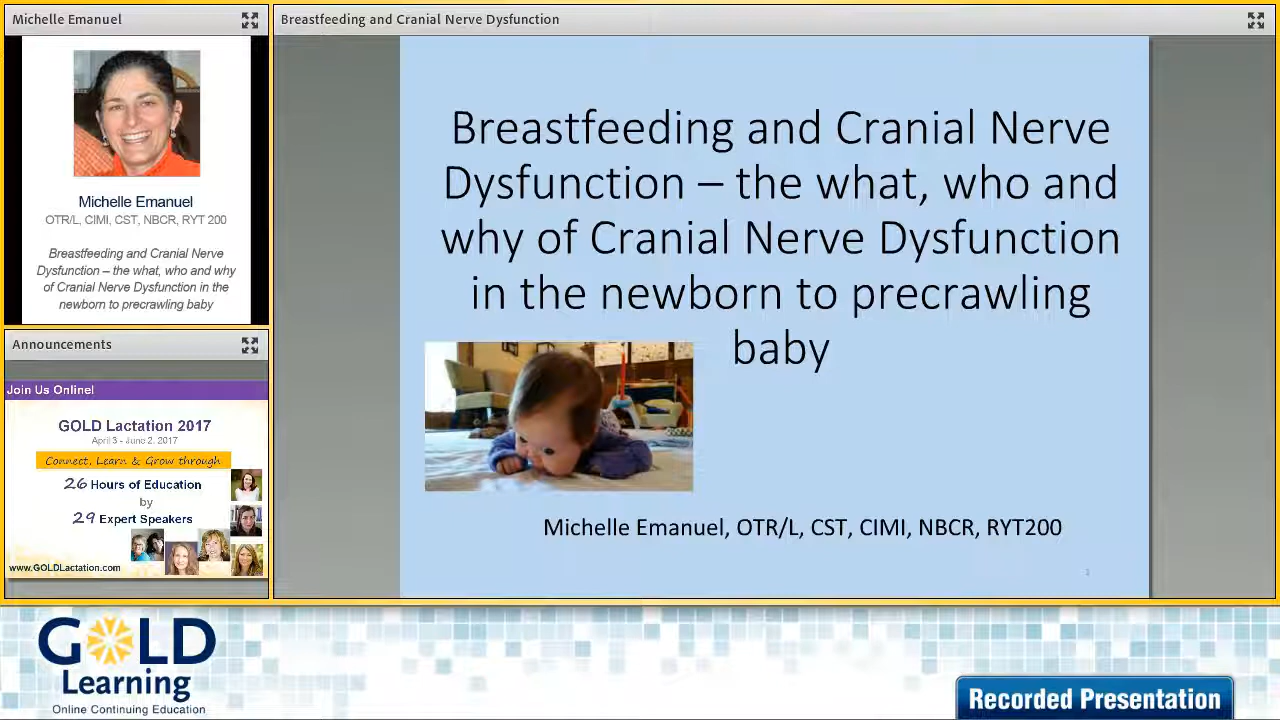 Michelle Emanuel
Michelle Emanuel
OTR/L, CIMI, CST, NBCR, RYT 200
Breastfeeding and Cranial Nerve
Dysfunction – the what, who and why
of Cranial Nerve Dysfunction in the
newborn to precrawling baby
Announcements
Join Us Online!
GOLD Lactation 2017
April 3 - June 2, 2017
Connect, Learn & Grow through
26 Hours of Education
by
29 Expert Speakers
www.GOLDLactation.com
Breastfeeding and Cranial Nerve Dysfunction
Breastfeeding and Cranial Nerve
Dysfunction – the what, who and
why of Cranial Nerve Dysfunction
in the newborn to precrawling
baby
Michelle Emanuel, OTR/L, CST, CIMI, NBCR, RYT200
GOLD
Learning
Online Continuing Education
Recorded Presentation